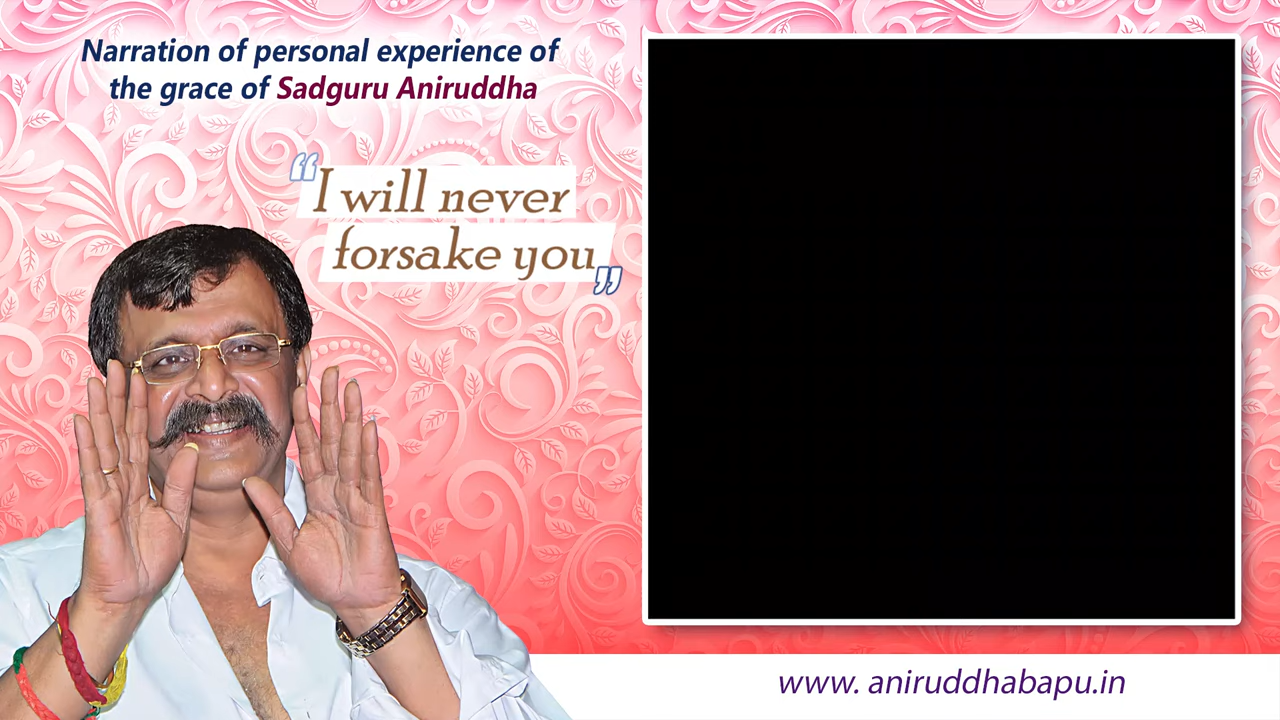 Narration of personal experience of
the grace of Sadguru Aniruddha
“I will never
forsake you”
www. aniruddhabapu.in